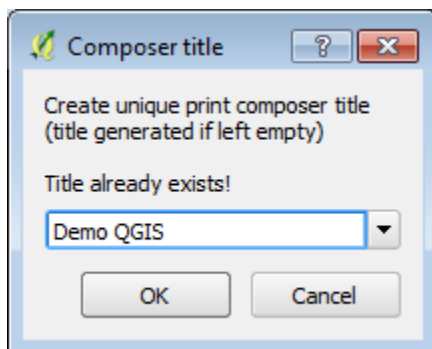 Composer title
Create unique print composer title
(title generated if left empty)
Title already exists!
Demo QGIS
OK
Cancel